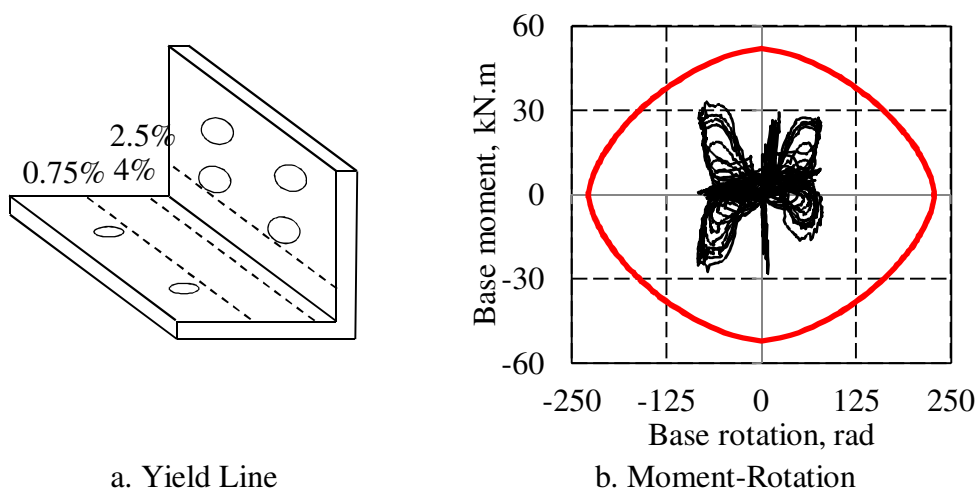 2.5%
0.75% 4%
a. Yield Line
Base moment, kN.m
60
30
0
-30
-60
-250 -125 0 125 250
Base rotation, rad
b. Moment-Rotation